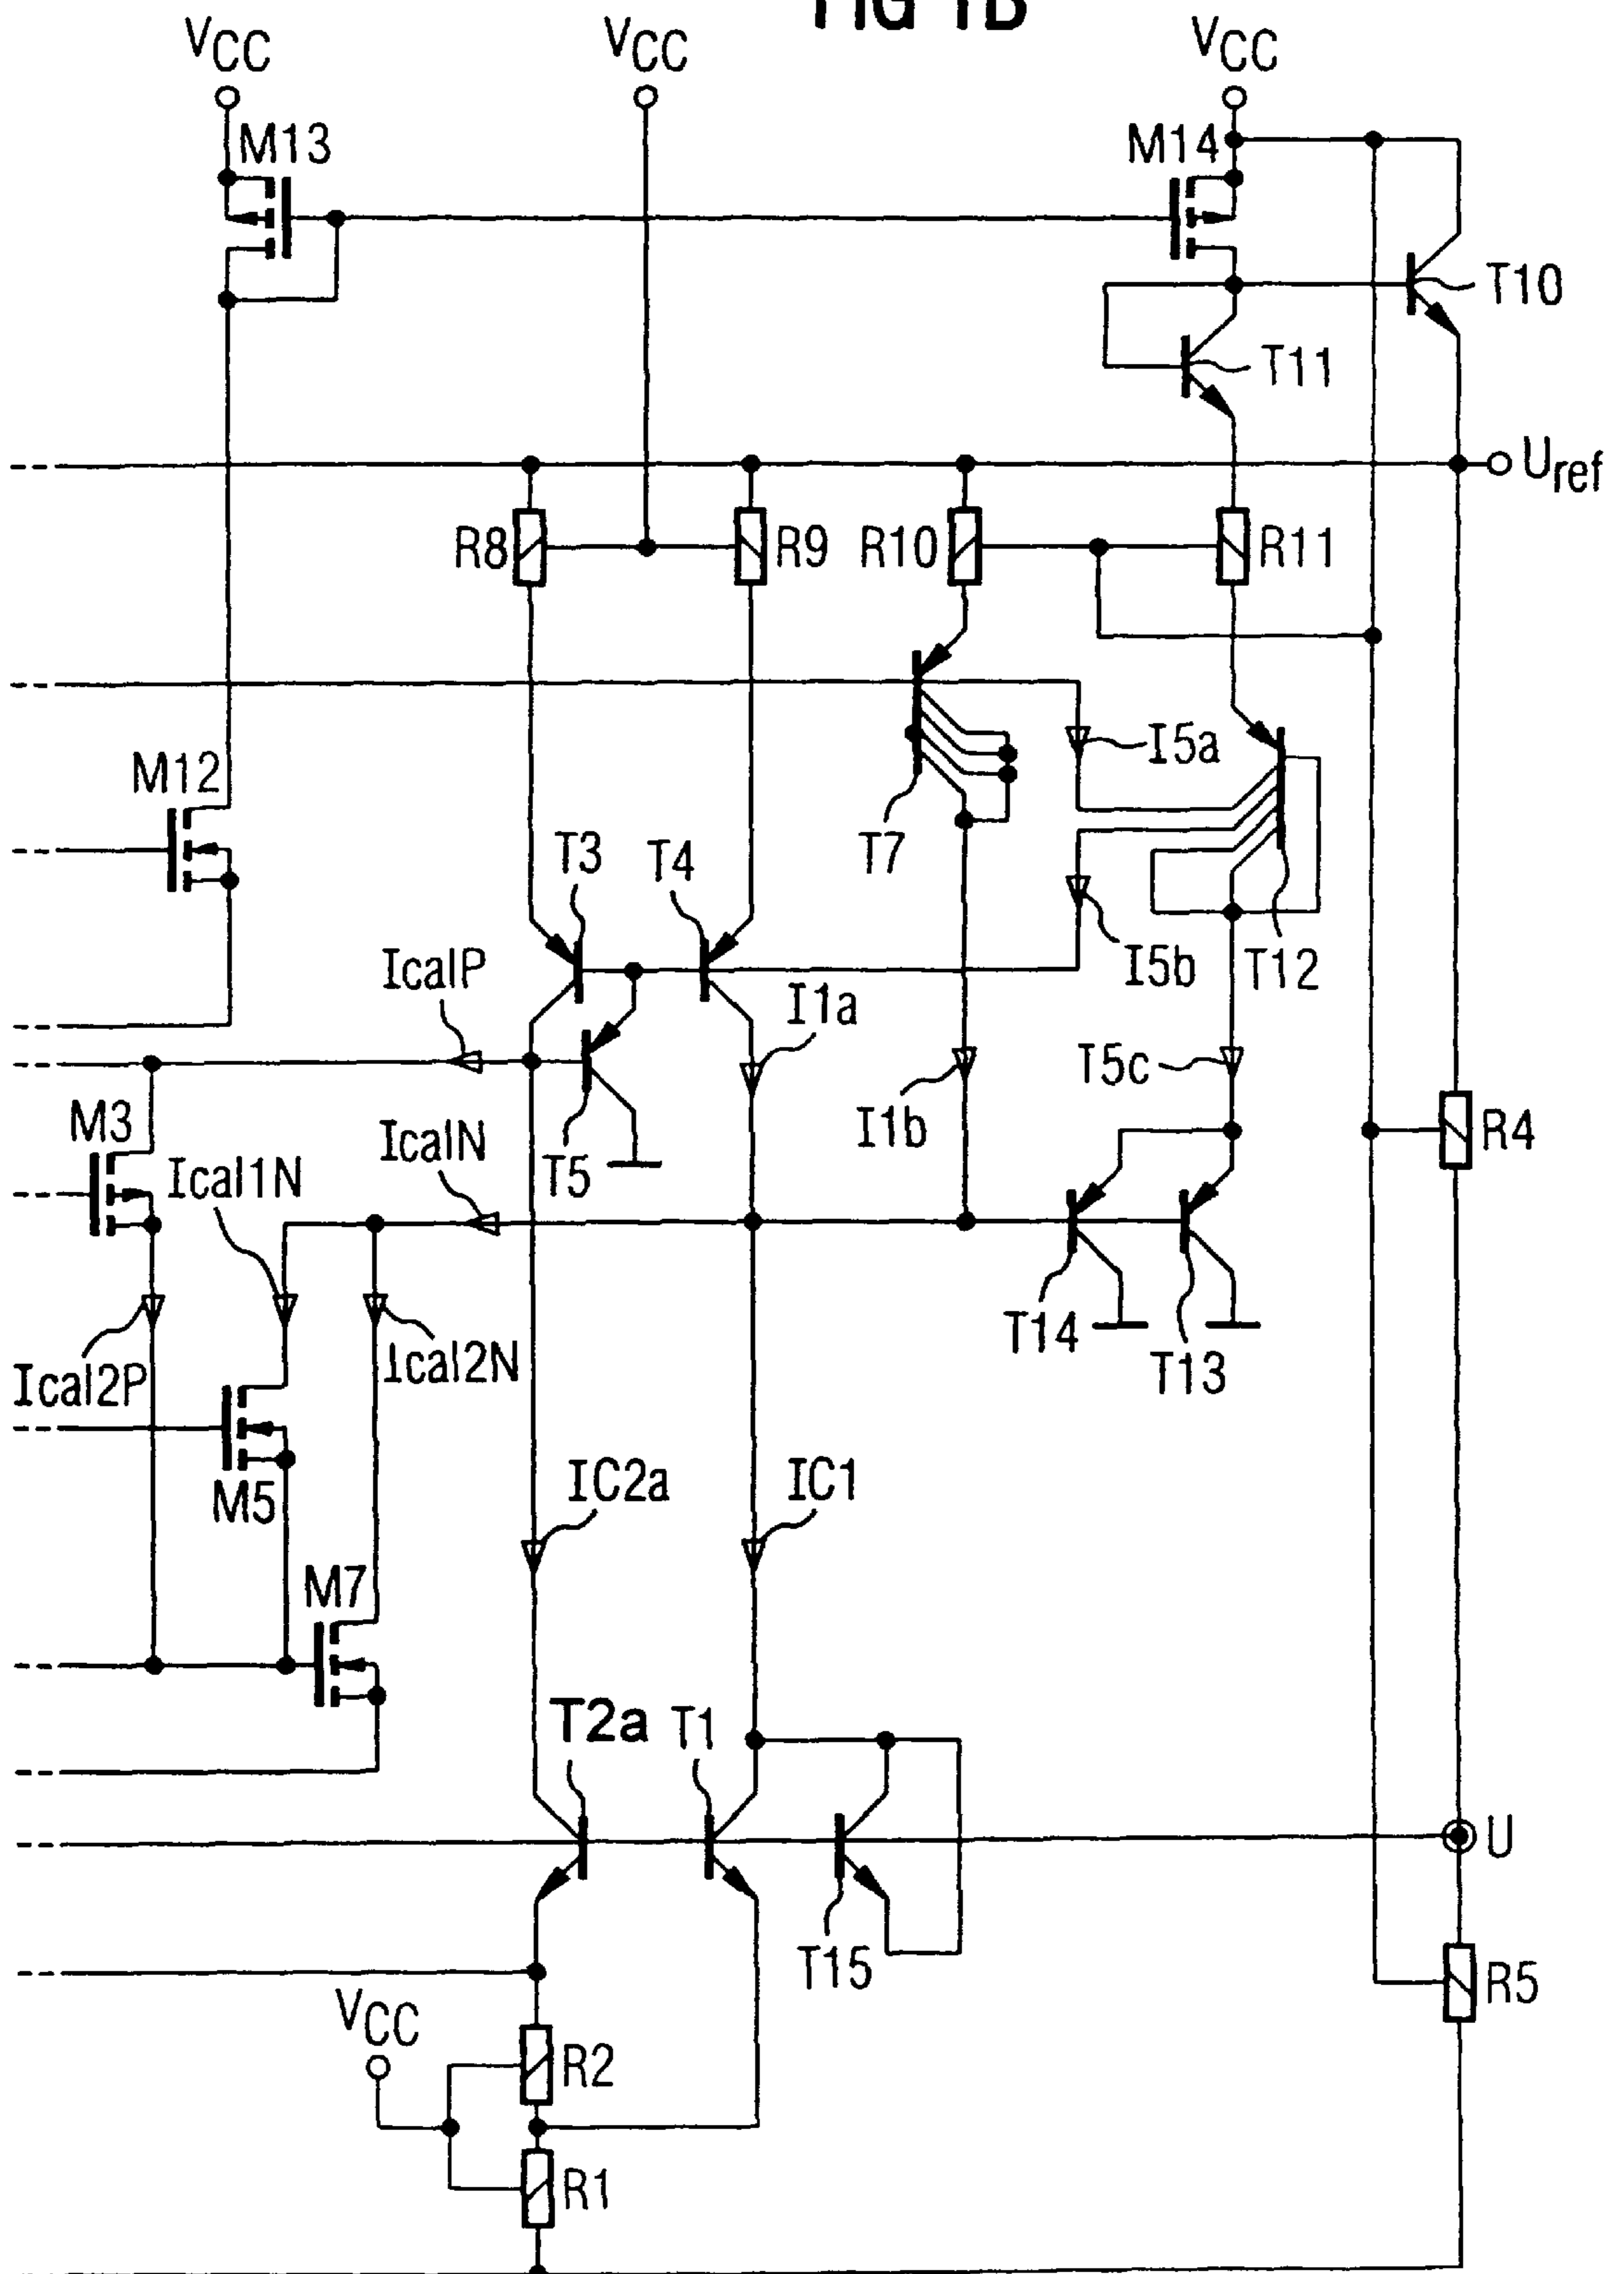 FIG 1B
VCC
VCC
VCC
M13
M14
T10
T11
Uref
R8
R9
R10
R11
I5a
M12
T3
T4
T7
IcalP
I1a
I5b
T12
T5c
M3
IcalN
I1b
R4
Ical1N
T5
T14
T13
Ical2P
Ical2N
M5
IC2a
IC1
M7
T2a
T1
U
T15
R5
VCC
R2
R1